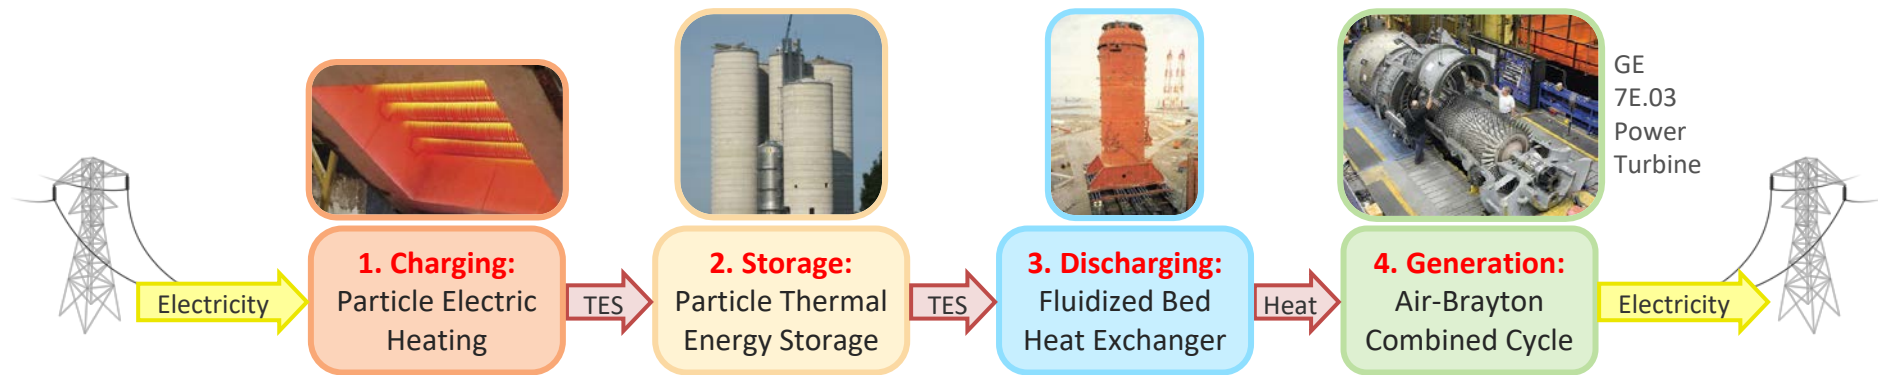 GE
7E.03
Power
Turbine
Electricity
1. Charging:
Particle Electric
Heating
TES
2. Storage:
Particle Thermal
Energy Storage
TES
3. Discharging:
Fluidized Bed
Heat Exchanger
Heat
4. Generation:
Air-Brayton
Combined Cycle
Electricity